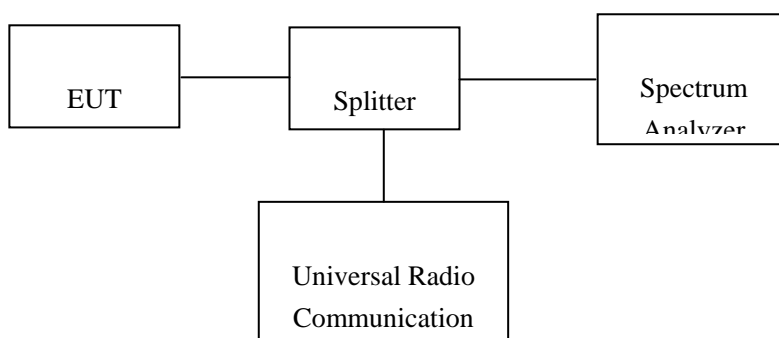 EUT
Splitter
Spectrum
Analyzer
Universal Radio
Communication